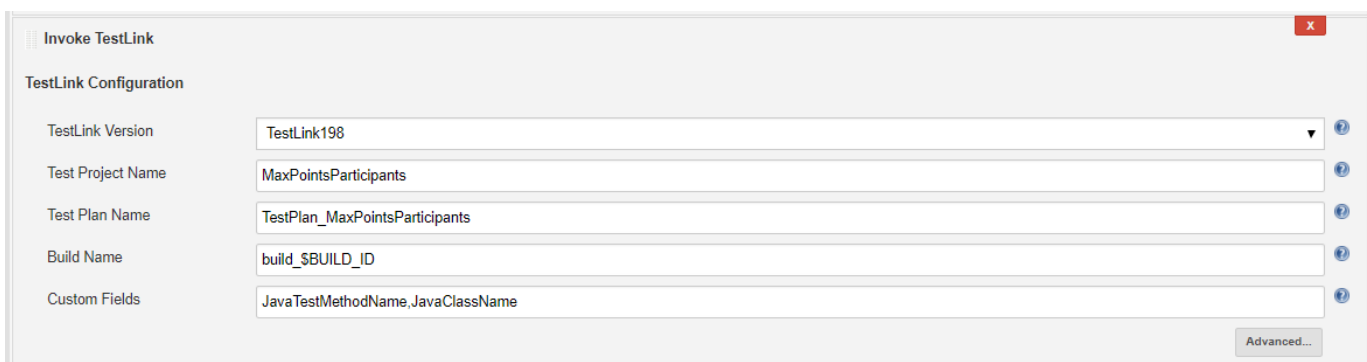 Invoke TestLink
X
TestLink Configuration
TestLink Version TestLink198
Test Project Name MaxPointsParticipants
Test Plan Name TestPlan_MaxPointsParticipants
Build Name build_$BUILD_ID
Custom Fields JavaTestMethodName,JavaClassName
Advanced...